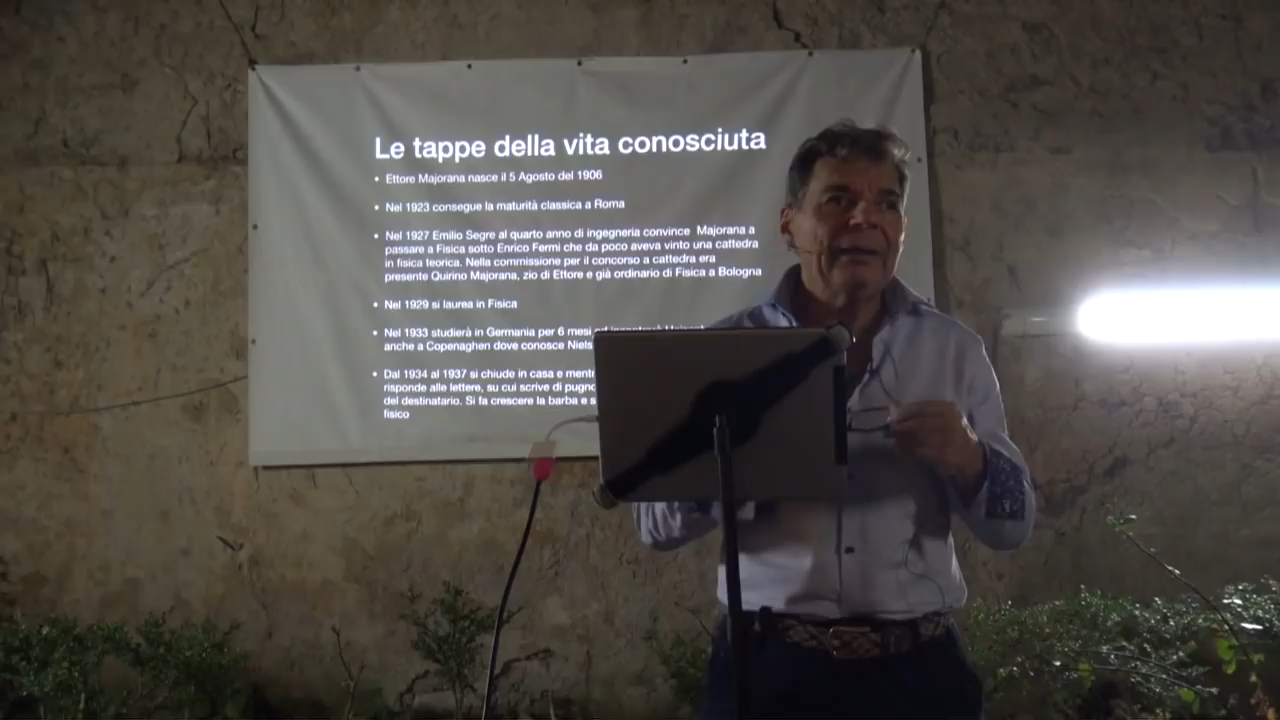 Le tappe della vita conosciuta
• Ettore Majorana nasce il 5 Agosto del 1906
• Nel 1923 consegue la maturità classica a Roma
• Nel 1927 Emilio Segre al quarto anno di ingegneria convince Majorana a
passare a Fisica sotto Enrico Fermi che da poco aveva vinto una cattedra
in fisica teorica. Nella commissione per il concorso a cattedra era
presente Quirino Majorana, zio di Ettore e già ordinario di Fisica a Bologna
• Nel 1929 si laurea in Fisica
• Nel 1933 studierà in Germania per 6 mesi
anche a Copenaghen dove conosce Niels
• Dal 1934 al 1937 si chiude in casa e
risponde alle lettere, su cui scrive di
del destinatario. Si fa crescere la barba e
fisico